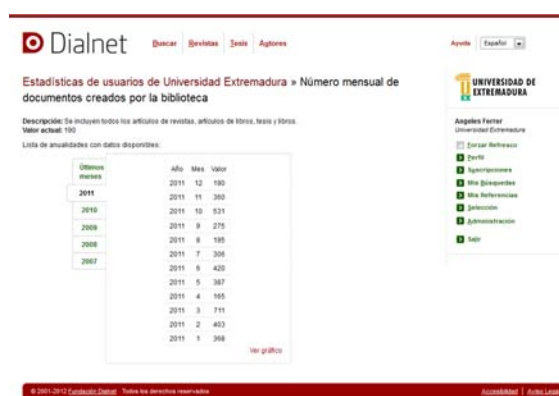 Dialnet
Buscar Revistas Tesis Autores
Ayuda Español
Estadísticas de usuarios de Universidad Extremadura » Número mensual de
documentos creados por la biblioteca
Descripción: Se incluyen todos los artículos de revistas, artículos de libros, tesis y libros.
Valor actual: 190
Lista de anualidades con datos disponibles:
Últimos
meses
2011
2010
2009
2008
2007
Año Mes Valor
2011 12 190
2011 11 360
2011 10 531
2011 9 275
2011 8 195
2011 7 306
2011 6 420
2011 5 387
2011 4 165
2011 3 711
2011 2 403
2011 1 368
Ver gráfico
UNIVERSIDAD DE
EXTREMADURA
Angeles Ferrer
Universidad Extremadura
Forzar Refresco
Perfil
Suscripciones
Mis Búsquedas
Mis Referencias
Selección
Administración
Salir
© 2001-2012 Fundación Dialnet Todos los derechos reservados
Accesibilidad | Aviso Legal